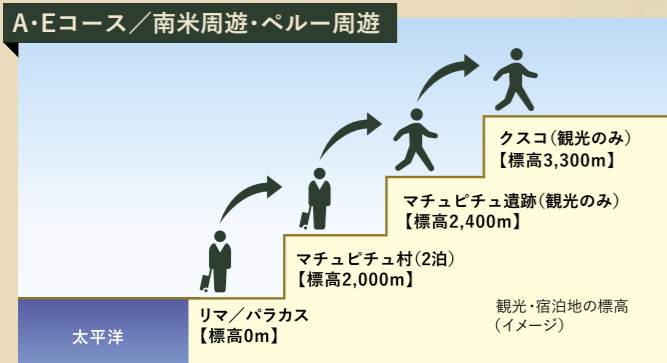 A・Eコース／南米周遊・ペルー周遊
クスコ（観光のみ）
【標高3,300m】
マチュピチュ遺跡（観光のみ）
【標高2,400m】
マチュピチュ村（2泊）
【標高2,000m】
リマ／パラカス
【標高0m】
太平洋
観光・宿泊地の標高
（イメージ）